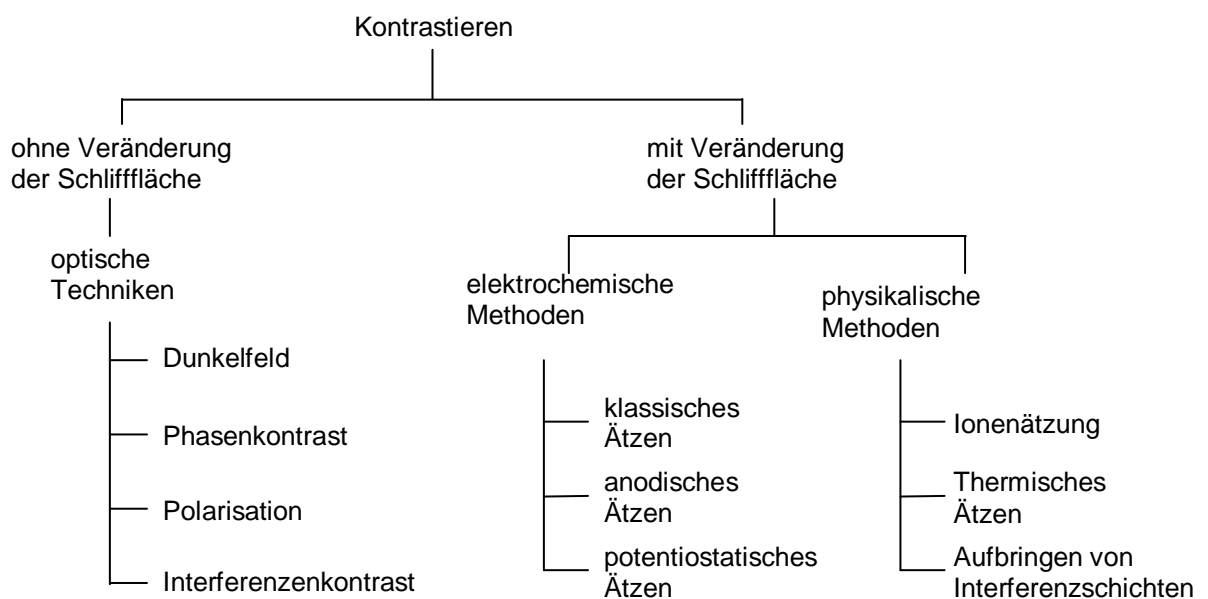 Kontrastieren
ohne Veränderung
der Schlifffläche
mit Veränderung
der Schlifffläche
optische
Techniken
elektrochemische
Methoden
physikalische
Methoden
Dunkelfeld
Phasenkontrast
Polarisation
Interferenzenkontrast
klassisches
Ätzen
anodisches
Ätzen
potentiostatisches
Ätzen
Ionenätzung
Thermisches
Ätzen
Aufbringen von
Interferenzschichten